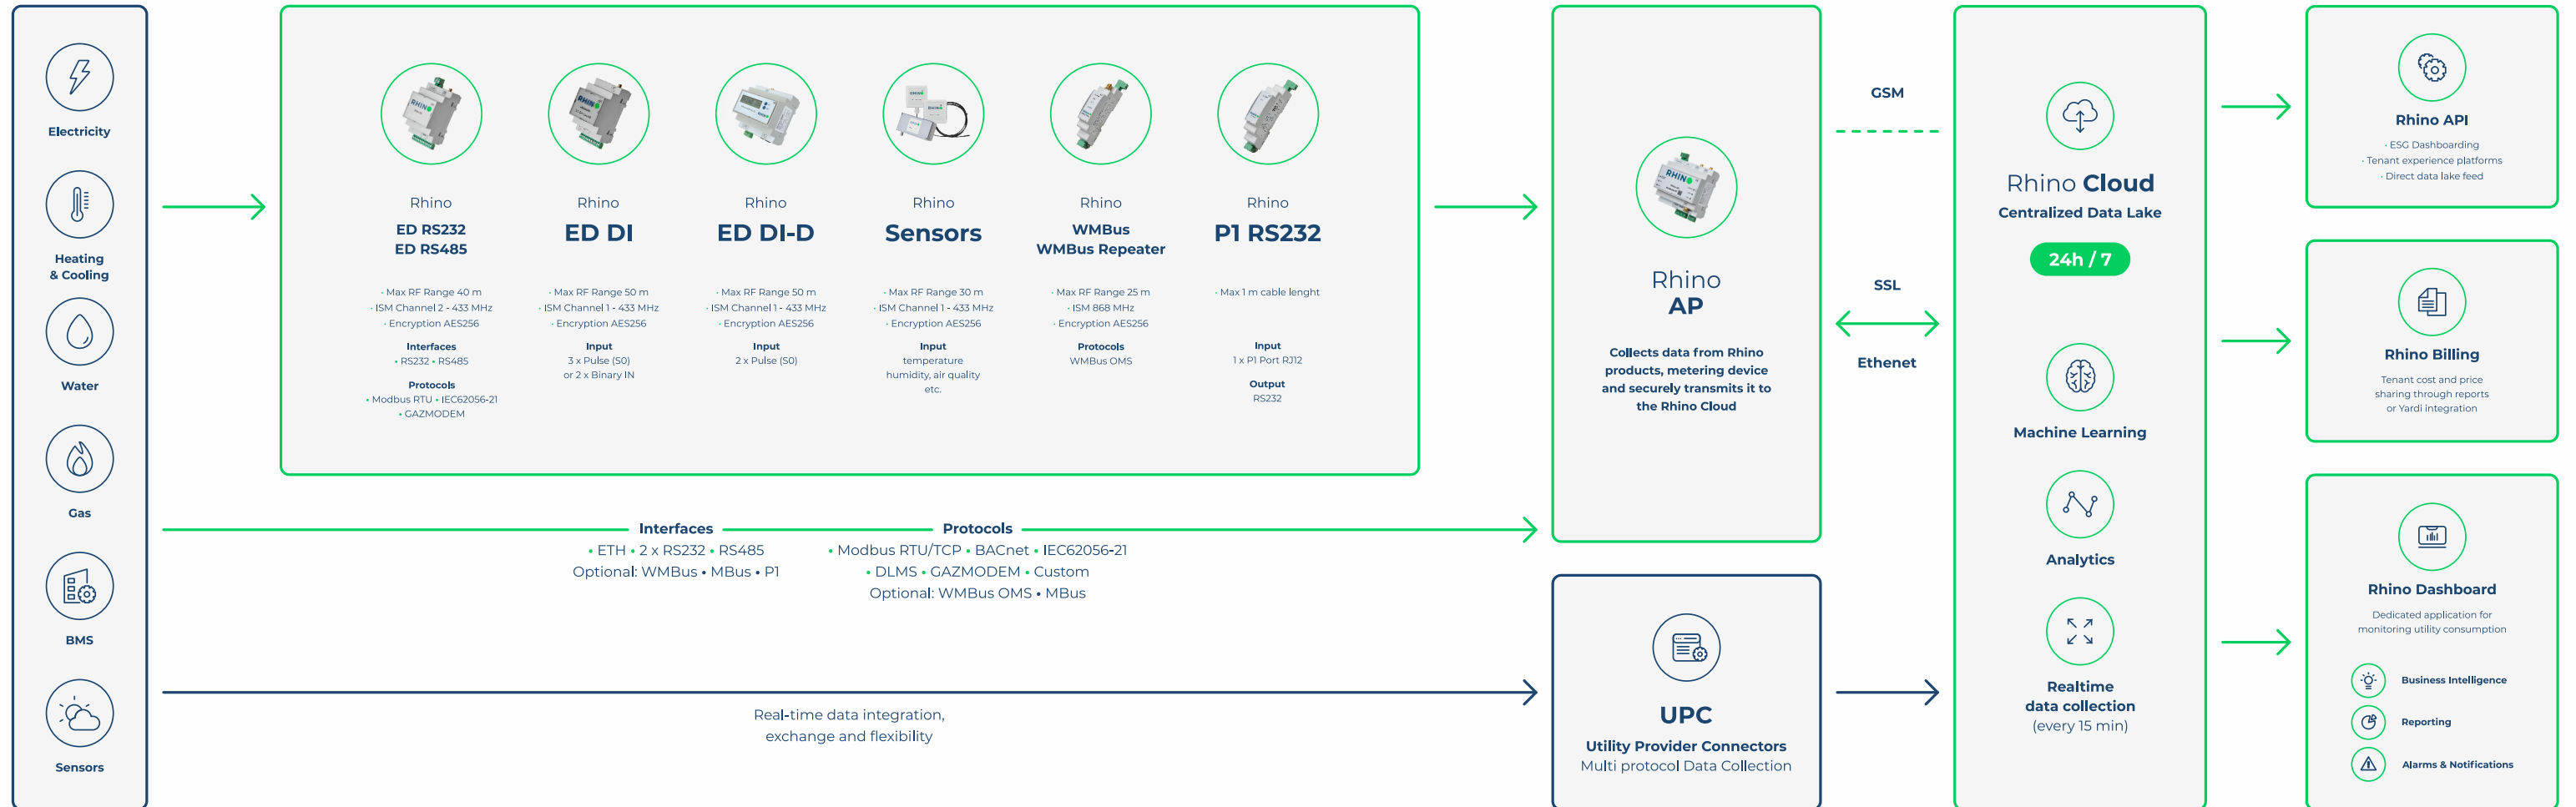 Electricity
Heating
& Cooling
Water
Gas
BMS
Sensors
Rhino
ED RS232
ED RS485
· Max RF Range 40 m
· ISM Channel 2 - 433 MHz
· Encryption AES256
Interfaces
• RS232 • RS485
Protocols
• Modbus RTU • IEC62056-21
• GAZMODEM
Rhino
ED DI
· Max RF Range 50 m
· ISM Channel 1 - 433 MHz
· Encryption AES256
Input
3 x Pulse (S0)
or 2 x Binary IN
Rhino
ED DI-D
· Max RF Range 50 m
· ISM Channel 1 - 433 MHz
· Encryption AES256
Input
2 x Pulse (S0)
Rhino
Sensors
· Max RF Range 30 m
· ISM Channel 1 - 433 MHz
· Encryption AES256
Input
temperature
humidity, air quality
etc.
Rhino
WMBus
WMBus Repeater
· Max RF Range 25 m
· ISM 868 MHz
· Encryption AES256
Protocols
WMBus OMS
Rhino
P1 RS232
· Max 1 m cable lenght
Input
1 x P1 Port RJ12
Output
RS232
Interfaces
• ETH • 2 x RS232 • RS485
Optional: WMBus • MBus • P1
Protocols
• Modbus RTU/TCP • BACnet • IEC62056-21
• DLMS • GAZMODEM • Custom
Optional: WMBus OMS • MBus
Real-time data integration,
exchange and flexibility
RHINO
Rhino
AP
Collects data from Rhino
products, metering device
and securely transmits it to
the Rhino Cloud
UPC
Utility Provider Connectors
Multi protocol Data Collection
GSM
SSL
Ethenet
Rhino Cloud
Centralized Data Lake
24h / 7
Machine Learning
Analytics
Realtime
data collection
(every 15 min)
Rhino API
· ESG Dashboarding
· Tenant experience platforms
· Direct data lake feed
Rhino Billing
Tenant cost and price
sharing through reports
or Yardi integration
Rhino Dashboard
Dedicated application for
monitoring utility consumption
Business Intelligence
Reporting
Alarms & Notifications